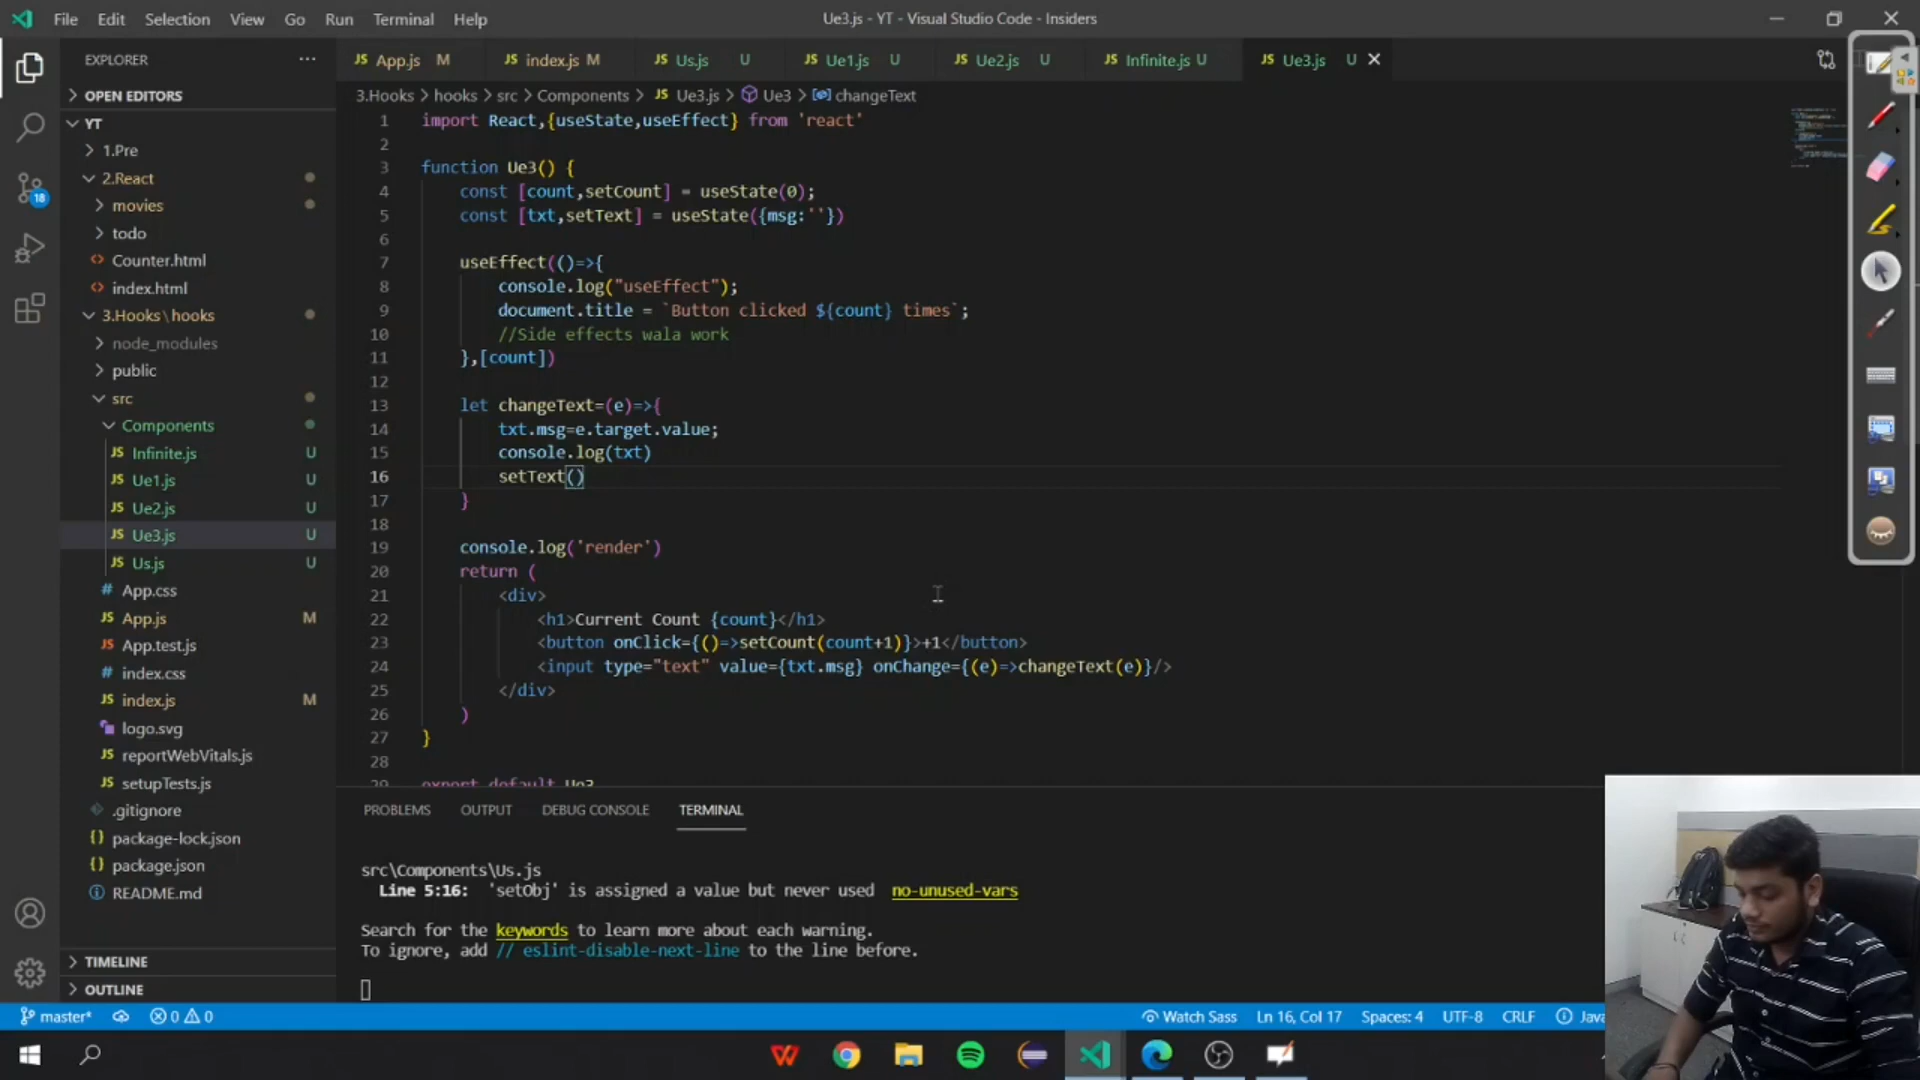 File Edit Selection View Go Run Terminal Help
Ue3.js - YT - Visual Studio Code - Insiders
EXPLORER
OPEN EDITORS
YT
1.Pre
2.React
movies
todo
Counter.html
index.html
3.Hooks \ hooks
node_modules
public
src
Components
Infinite.js U
Ue1.js U
Ue2.js U
Ue3.js U
Us.js U
App.css
App.js M
App.test.js
index.css
index.js M
logo.svg
reportWebVitals.js
setupTests.js
.gitignore
package-lock.json
package.json
README.md
TIMELINE
OUTLINE
18
JS App.js M JS index.js M JS Us.js U JS Ue1.js U JS Ue2.js U JS Infinite.js U JS Ue3.js U
3.Hooks > hooks > src > Components > JS Ue3.js > Ue3 > changeText
1 import React,{useState,useEffect} from 'react'
2
3 function Ue3() {
4 const [count,setCount] = useState(0);
5 const [txt,setText] = useState({msg:''})
6
7 useEffect(()=>{
8 console.log("useEffect");
9 document.title = `Button clicked ${count} times`;
10 //Side effects wala work
11 },[count])
12
13 let changeText=(e)=>{
14 txt.msg=e.target.value;
15 console.log(txt)
16 setText()
17 }
18
19 console.log('render')
20 return (
21 <div>
22 <h1>Current Count {count}</h1>
23 <button onClick={()=>setCount(count+1)}>+1</button>
24 <input type="text" value={txt.msg} onChange={(e)=>changeText(e)}/>
25 </div>
26 )
27 }
28
29 export default Ue3
PROBLEMS OUTPUT DEBUG CONSOLE TERMINAL
src\Components\Us.js
Line 5:16: 'setObj' is assigned a value but never used no-unused-vars
Search for the keywords to learn more about each warning.
To ignore, add // eslint-disable-next-line to the line before.
master* 0 0 Watch Sass Ln 16, Col 17 Spaces: 4 UTF-8 CRLF Java